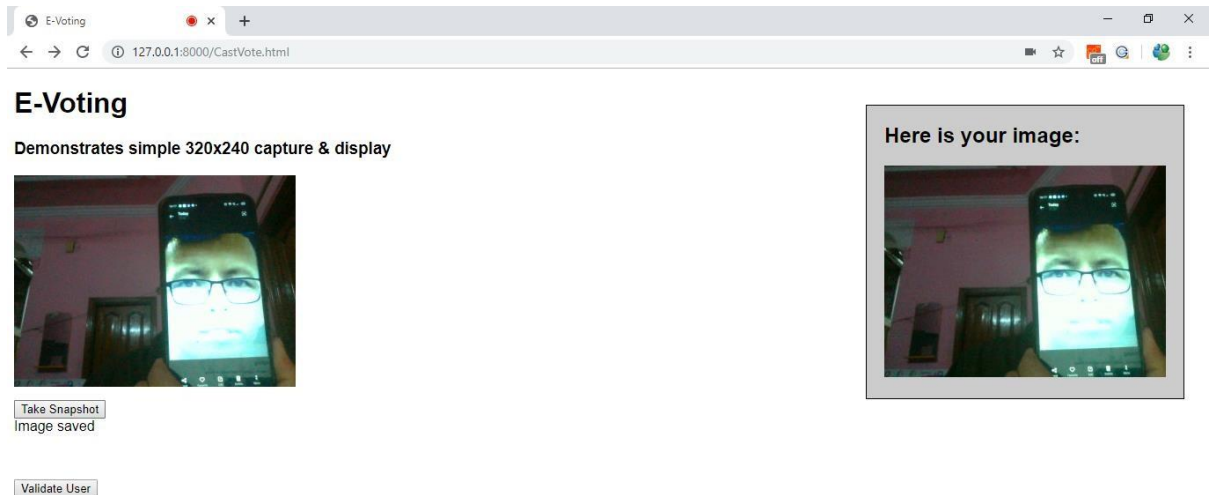 E-Voting
127.0.0.1:8000/CastVote.html
off
E-Voting
Demonstrates simple 320x240 capture & display
Take Snapshot
Image saved
Validate User
Here is your image: